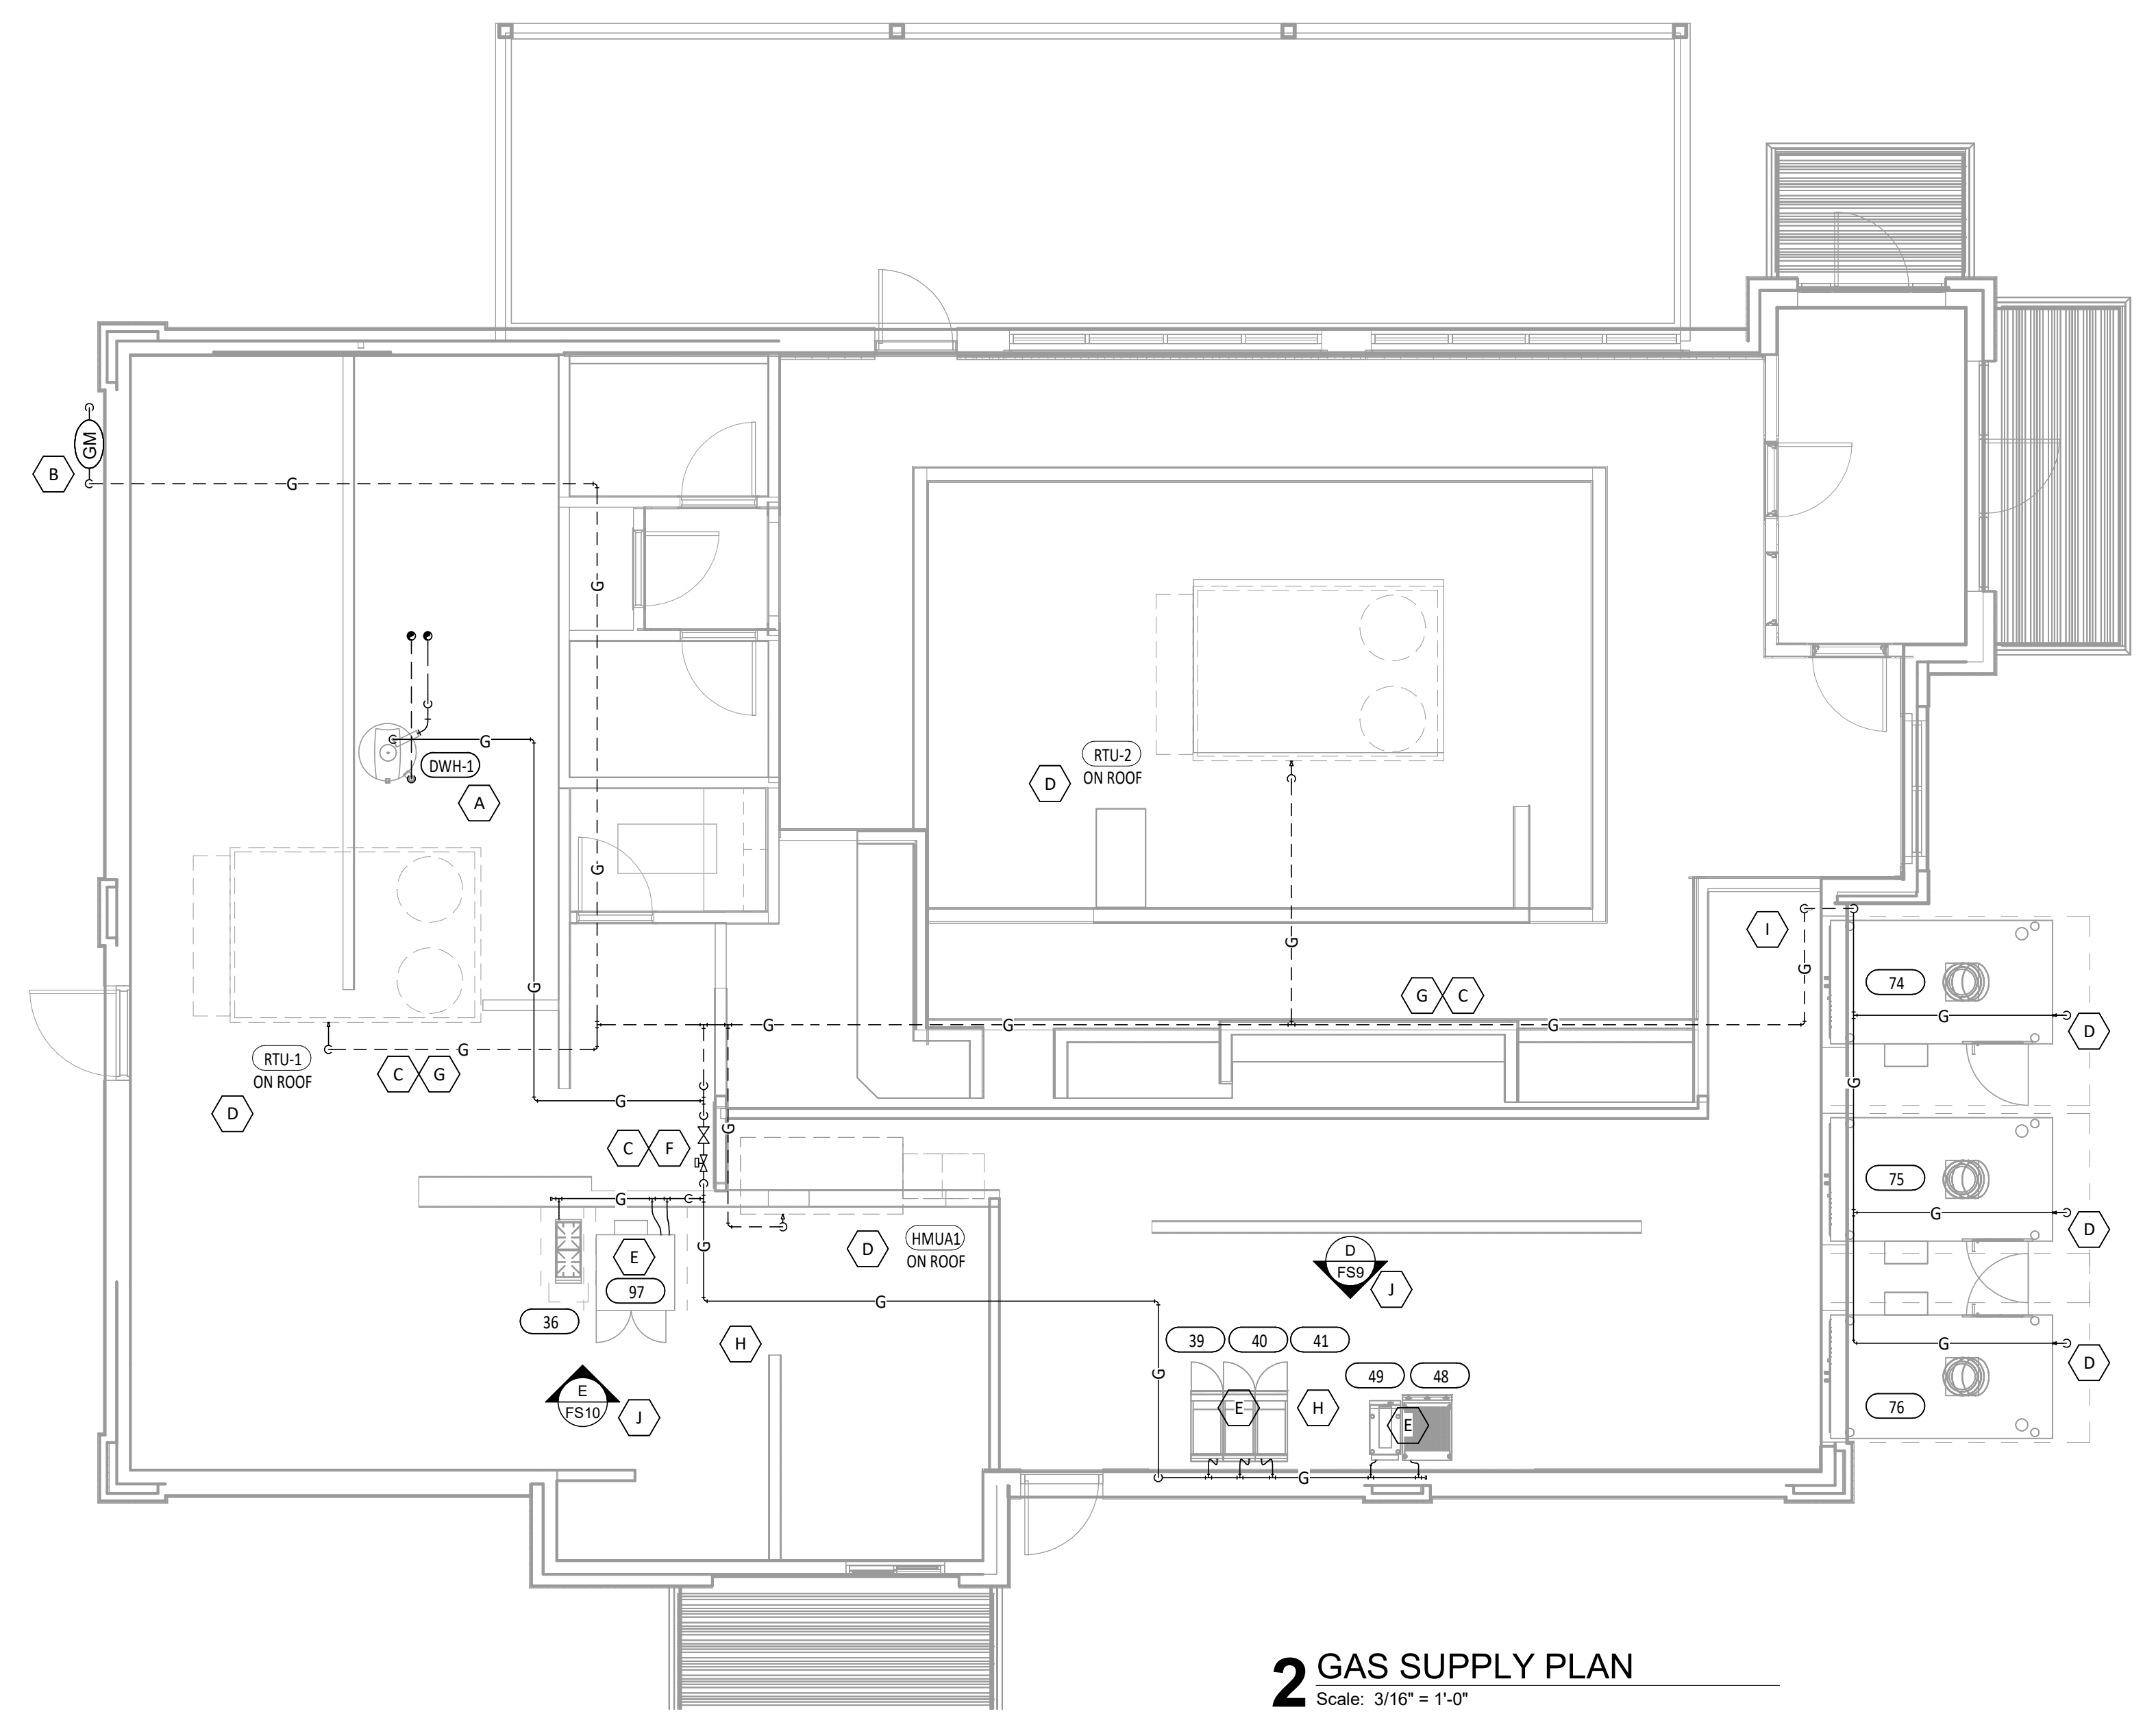 GM
B
G
G
G
DWH-1
A
RTU-2
ON ROOF
D
G
G
I
G
74
G
D
G
C
G
G
G
G
G
RTU-1
ON ROOF
C
G
D
G
C
F
G
G
75
G
D
G
E
97
36
G
D
HMUA1
ON ROOF
D
FS9
J
G
H
39
40
41
49
48
G
G
D
76
E
FS10
J
E
H
E
G
2
GAS SUPPLY PLAN
Scale: 3/16" = 1'-0"